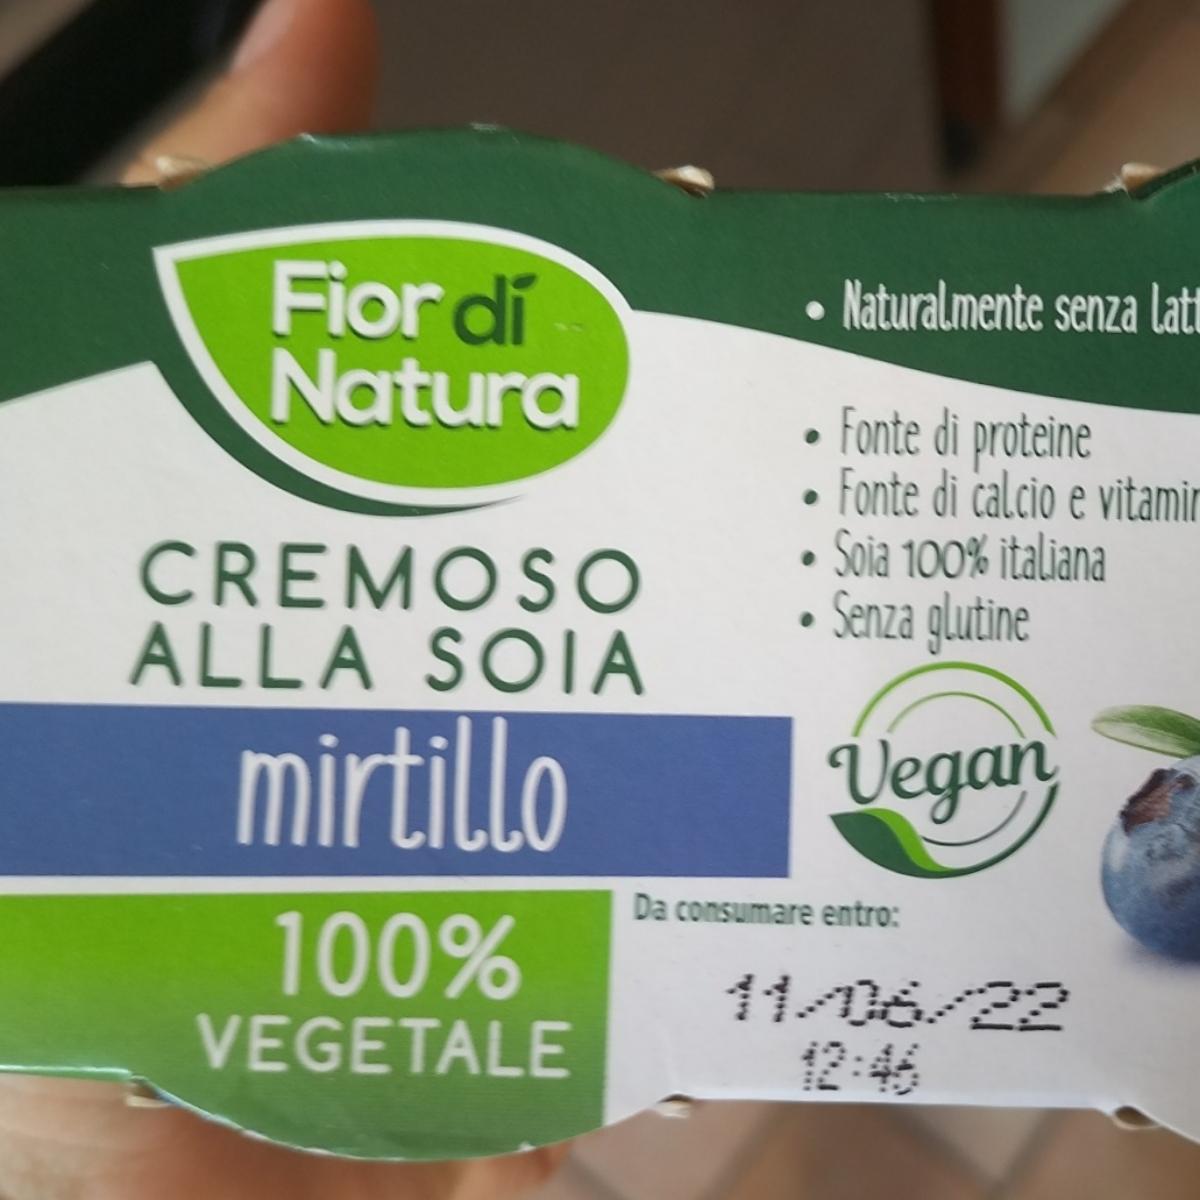 Fior di
Natura
• Naturalmente senza latt
• Fonte di proteine
• Fonte di calcio e vitamin
• Soia 100% italiana
• Senza glutine
CREMOSO
ALLA SOIA
mirtillo
Vegan
100%
VEGETALE
Da consumare entro:
11/06/22
12:46